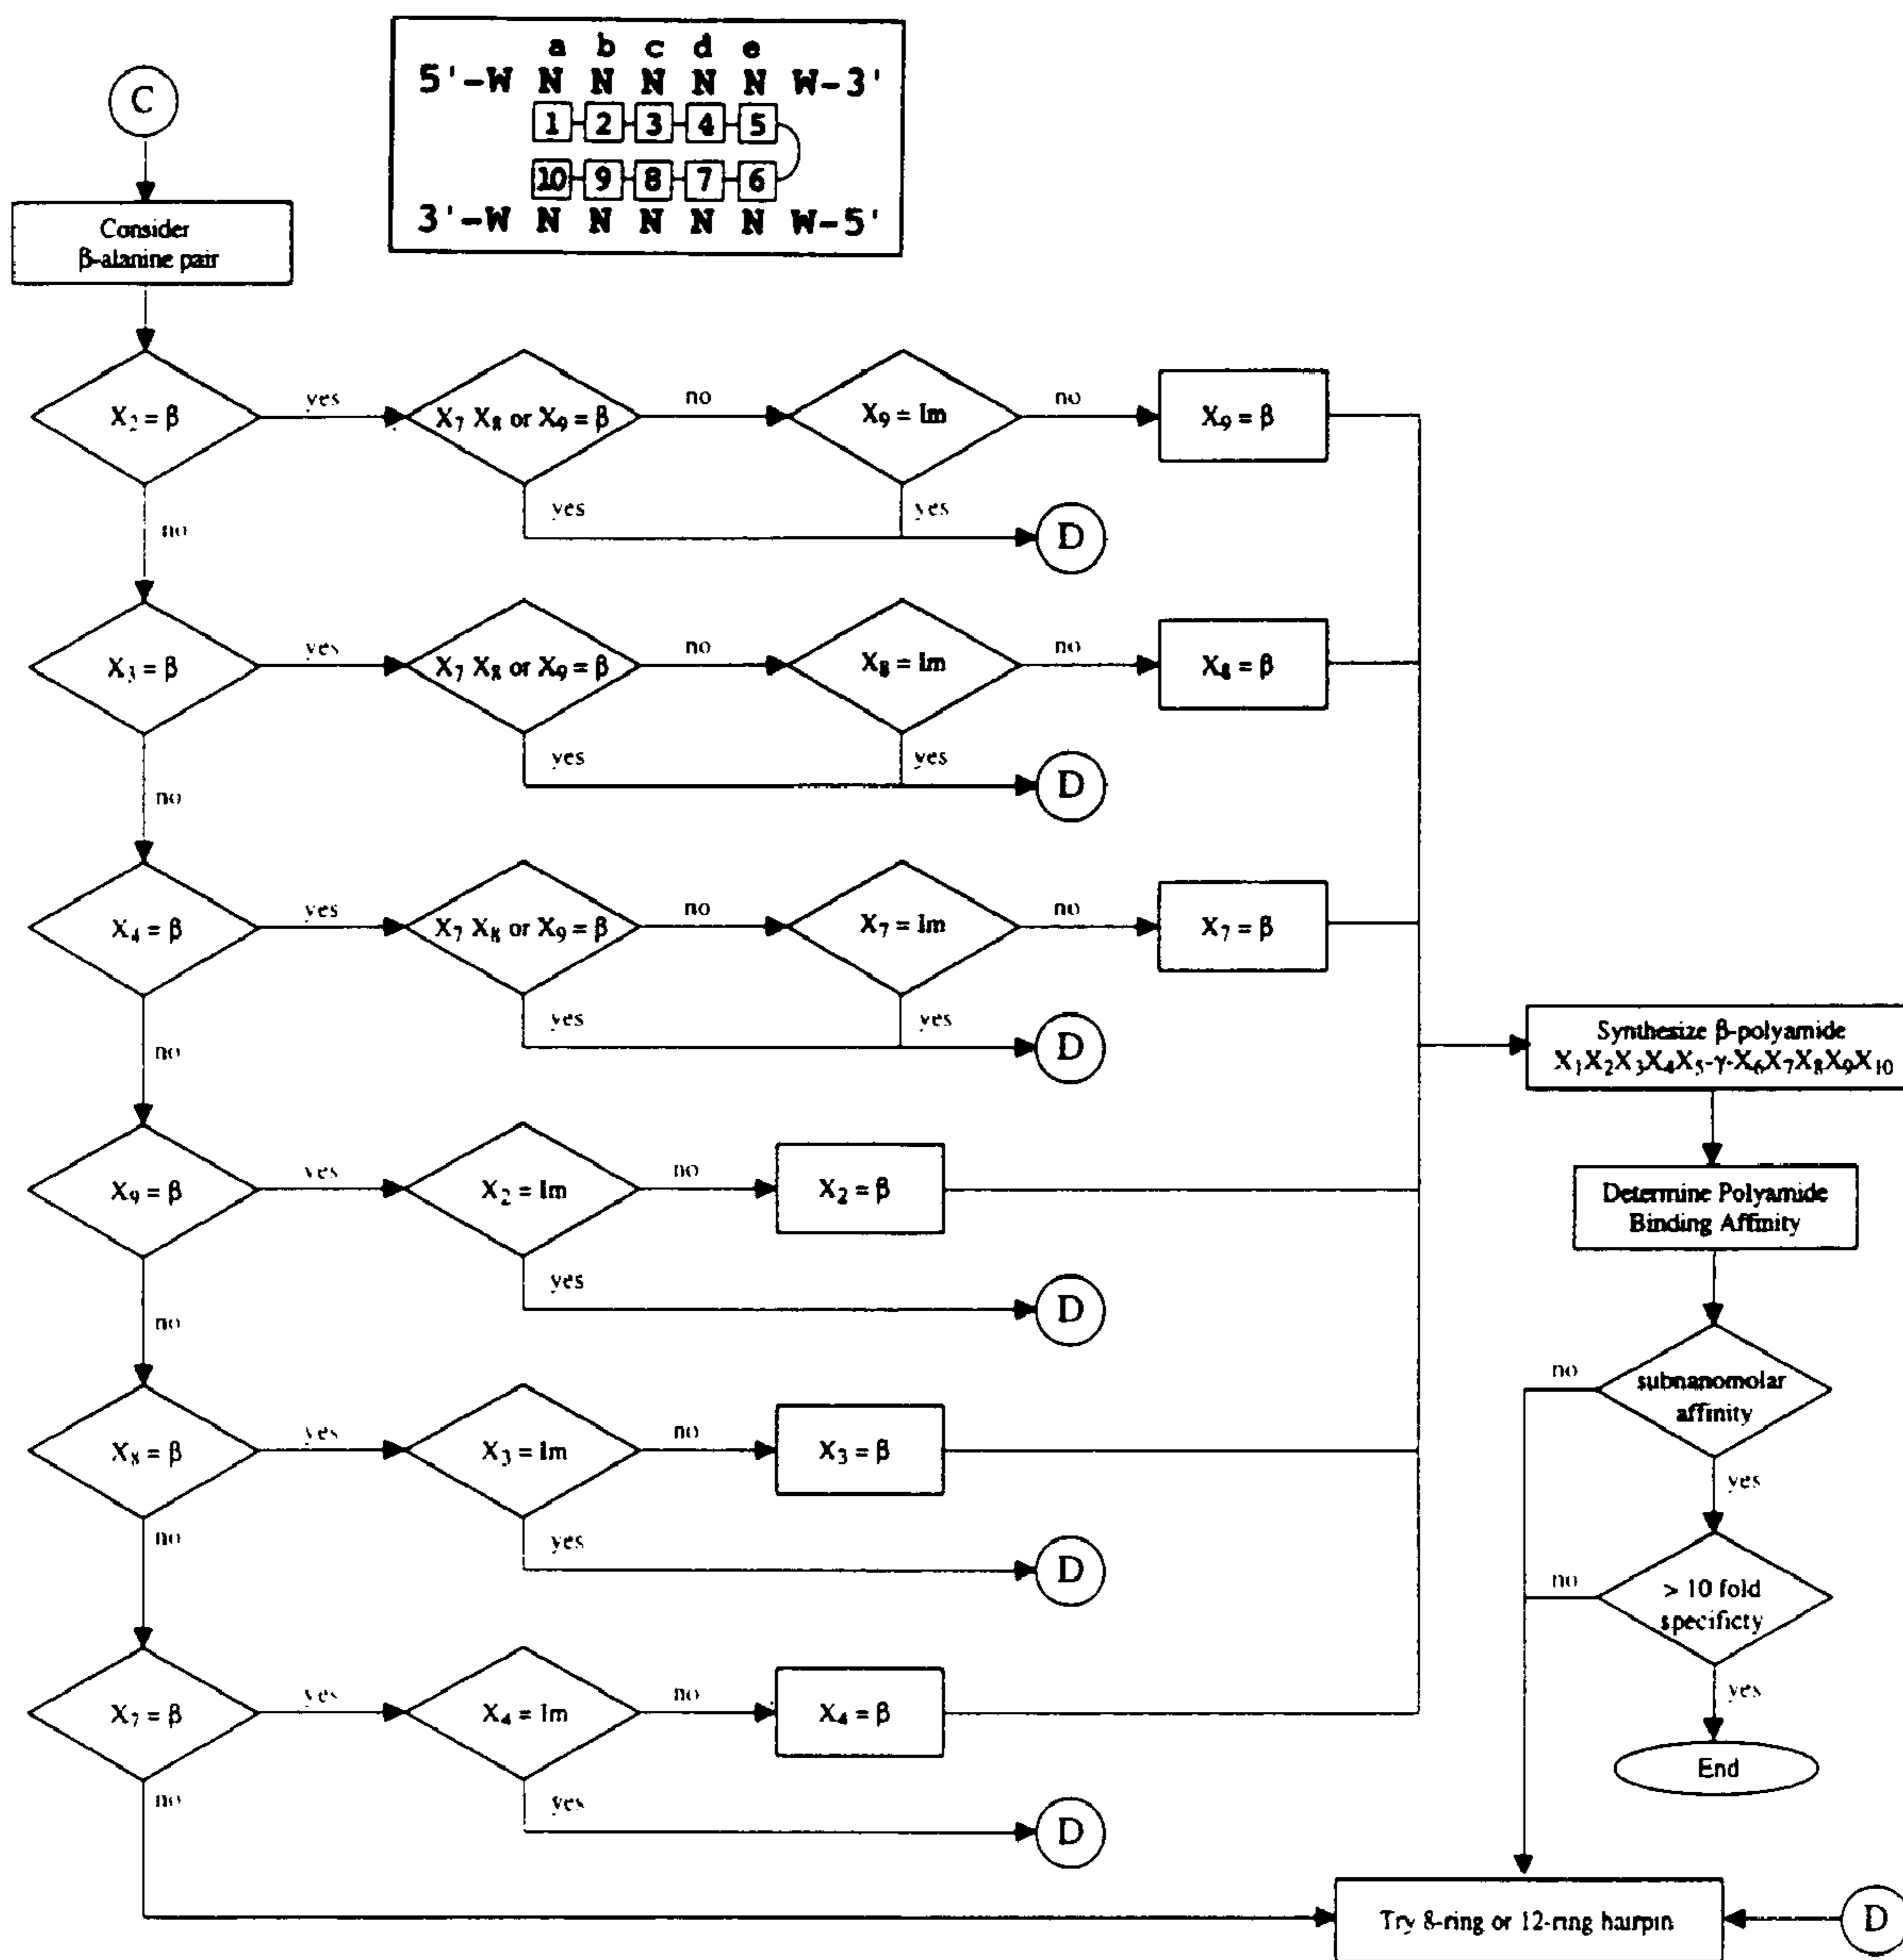 a b c d e
5'-W N N N N N W-3'
1 2 3 4 5
10 9 8 7 6
3'-W N N N N N W-5'
C
Consider
β-alanine pair
X₂ = β
yes
X₇ X₈ or X₉ = β
no
X₉ = Im
no
X₉ = β
yes
yes
D
no
X₃ = β
yes
X₇ X₈ or X₉ = β
no
X₈ = Im
no
X₈ = β
yes
yes
D
no
X₄ = β
yes
X₇ X₈ or X₉ = β
no
X₇ = Im
no
X₇ = β
yes
yes
D
no
X₉ = β
yes
X₂ = Im
no
X₂ = β
yes
D
no
X₈ = β
yes
X₃ = Im
no
X₃ = β
yes
D
no
X₇ = β
yes
X₄ = Im
no
X₄ = β
yes
D
no
Synthesize β-polyamide
X₁X₂X₃X₄X₅-γ-X₆X₇X₈X₉X₁₀
Determine Polyamide
Binding Affinity
no
subnanomolar
affinity
yes
no
> 10 fold
specificty
yes
End
Try 8-ring or 12-ring hairpin
D